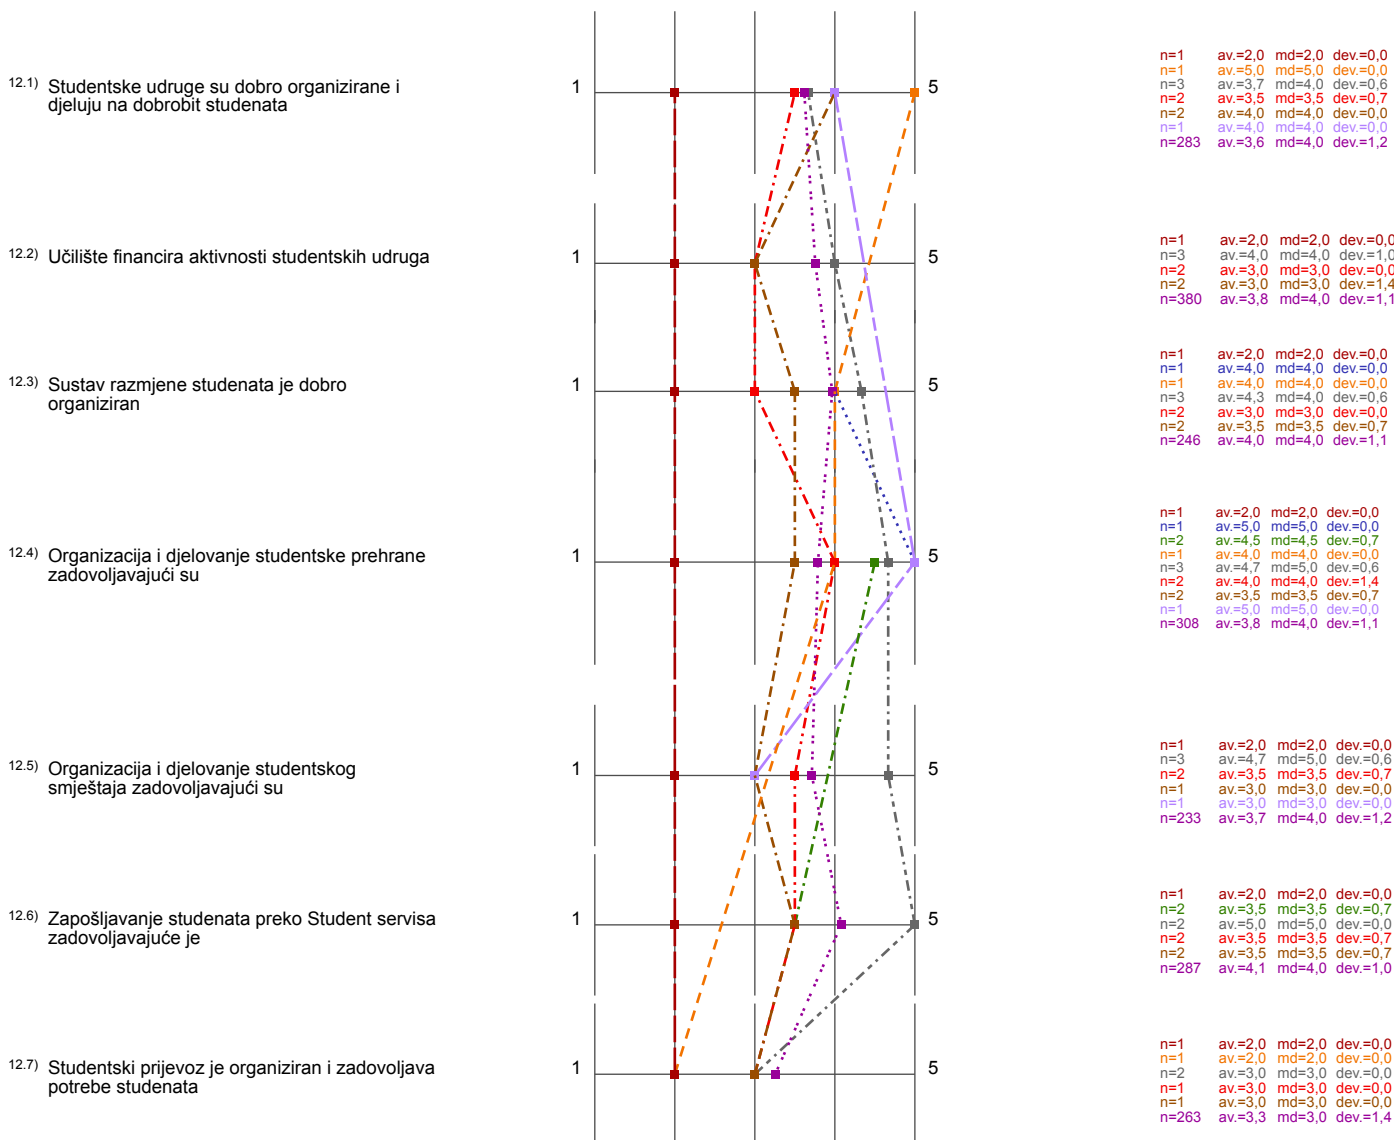 12.1) Studentske udruge su dobro organizirane i
djeluju na dobrobit studenata
1
5
n=1 av.=2,0 md=2,0 dev.=0,0
n=1 av.=5,0 md=5,0 dev.=0,0
n=3 av.=3,7 md=4,0 dev.=0,6
n=2 av.=3,5 md=3,5 dev.=0,7
n=2 av.=4,0 md=4,0 dev.=0,0
n=1 av.=4,0 md=4,0 dev.=0,0
n=283 av.=3,6 md=4,0 dev.=1,2
12.2) Učilište financira aktivnosti studentskih udruga
1
5
n=1 av.=2,0 md=2,0 dev.=0,0
n=3 av.=4,0 md=4,0 dev.=1,0
n=2 av.=3,0 md=3,0 dev.=0,0
n=2 av.=3,0 md=3,0 dev.=1,4
n=380 av.=3,8 md=4,0 dev.=1,1
12.3) Sustav razmjene studenata je dobro
organiziran
1
5
n=1 av.=2,0 md=2,0 dev.=0,0
n=1 av.=4,0 md=4,0 dev.=0,0
n=1 av.=4,0 md=4,0 dev.=0,0
n=3 av.=4,3 md=4,0 dev.=0,6
n=2 av.=3,0 md=3,0 dev.=0,0
n=2 av.=3,5 md=3,5 dev.=0,7
n=246 av.=4,0 md=4,0 dev.=1,1
12.4) Organizacija i djelovanje studentske prehrane
zadovoljavajući su
1
5
n=1 av.=2,0 md=2,0 dev.=0,0
n=1 av.=5,0 md=5,0 dev.=0,0
n=2 av.=4,5 md=4,5 dev.=0,7
n=1 av.=4,0 md=4,0 dev.=0,0
n=3 av.=4,7 md=5,0 dev.=0,6
n=2 av.=4,0 md=4,0 dev.=1,4
n=2 av.=3,5 md=3,5 dev.=0,7
n=1 av.=5,0 md=5,0 dev.=0,0
n=308 av.=3,8 md=4,0 dev.=1,1
12.5) Organizacija i djelovanje studentskog
smještaja zadovoljavajući su
1
5
n=1 av.=2,0 md=2,0 dev.=0,0
n=3 av.=4,7 md=5,0 dev.=0,6
n=2 av.=3,5 md=3,5 dev.=0,7
n=1 av.=3,0 md=3,0 dev.=0,0
n=1 av.=3,0 md=3,0 dev.=0,0
n=233 av.=3,7 md=4,0 dev.=1,2
12.6) Zapošljavanje studenata preko Student servisa
zadovoljavajuće je
1
5
n=1 av.=2,0 md=2,0 dev.=0,0
n=2 av.=3,5 md=3,5 dev.=0,7
n=2 av.=5,0 md=5,0 dev.=0,0
n=2 av.=3,5 md=3,5 dev.=0,7
n=2 av.=3,5 md=3,5 dev.=0,7
n=287 av.=4,1 md=4,0 dev.=1,0
12.7) Studentski prijevoz je organiziran i zadovoljava
potrebe studenata
1
5
n=1 av.=2,0 md=2,0 dev.=0,0
n=1 av.=2,0 md=2,0 dev.=0,0
n=2 av.=3,0 md=3,0 dev.=0,0
n=1 av.=3,0 md=3,0 dev.=0,0
n=1 av.=3,0 md=3,0 dev.=0,0
n=263 av.=3,3 md=3,0 dev.=1,4